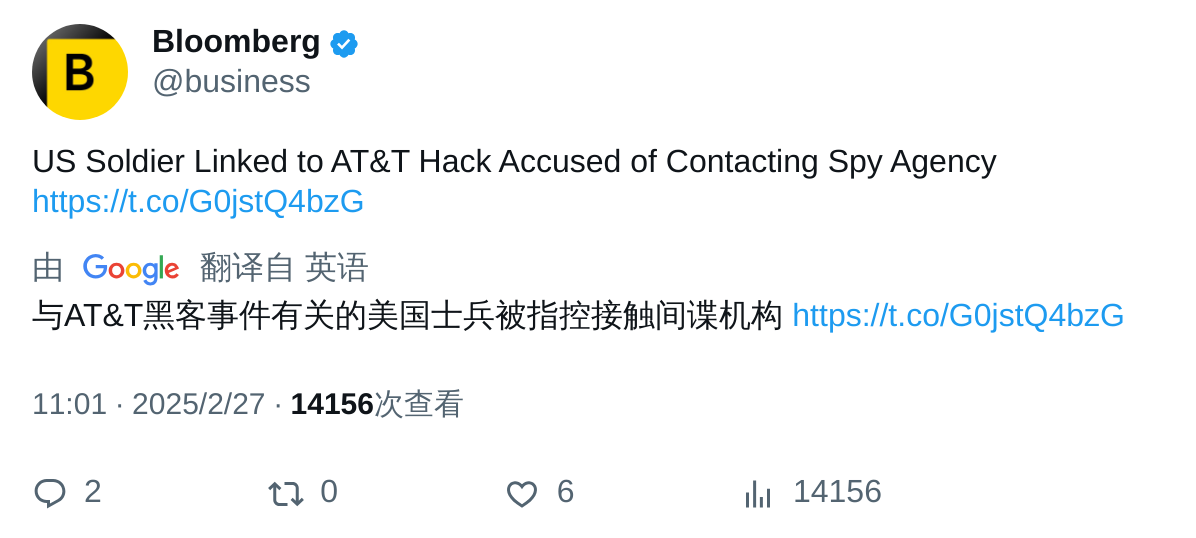 B
Bloomberg
@business
US Soldier Linked to AT&T Hack Accused of Contacting Spy Agency
https://t.co/G0jstQ4bzG
由 Google 翻译自 英语
与AT&T黑客事件有关的美国士兵被指控接触间谍机构 https://t.co/G0jstQ4bzG
11:01 · 2025/2/27 · 14156次查看
2 0 6 14156